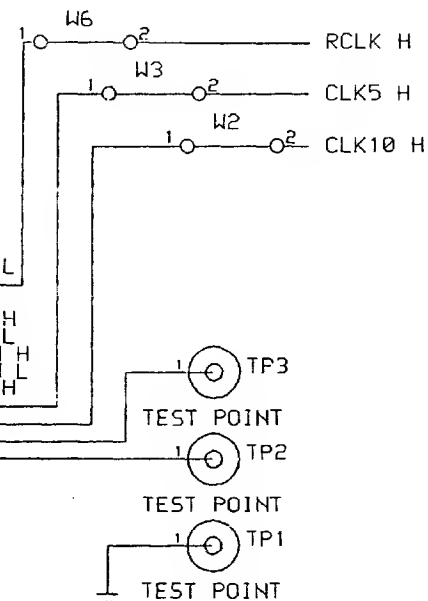 W6
1 2 RCLK H
W3
1 2 CLK5 H
W2
1 2 CLK10 H
L
H
L
H
L
H
1 TP3
TEST POINT
1 TP2
TEST POINT
1 TP1
TEST POINT